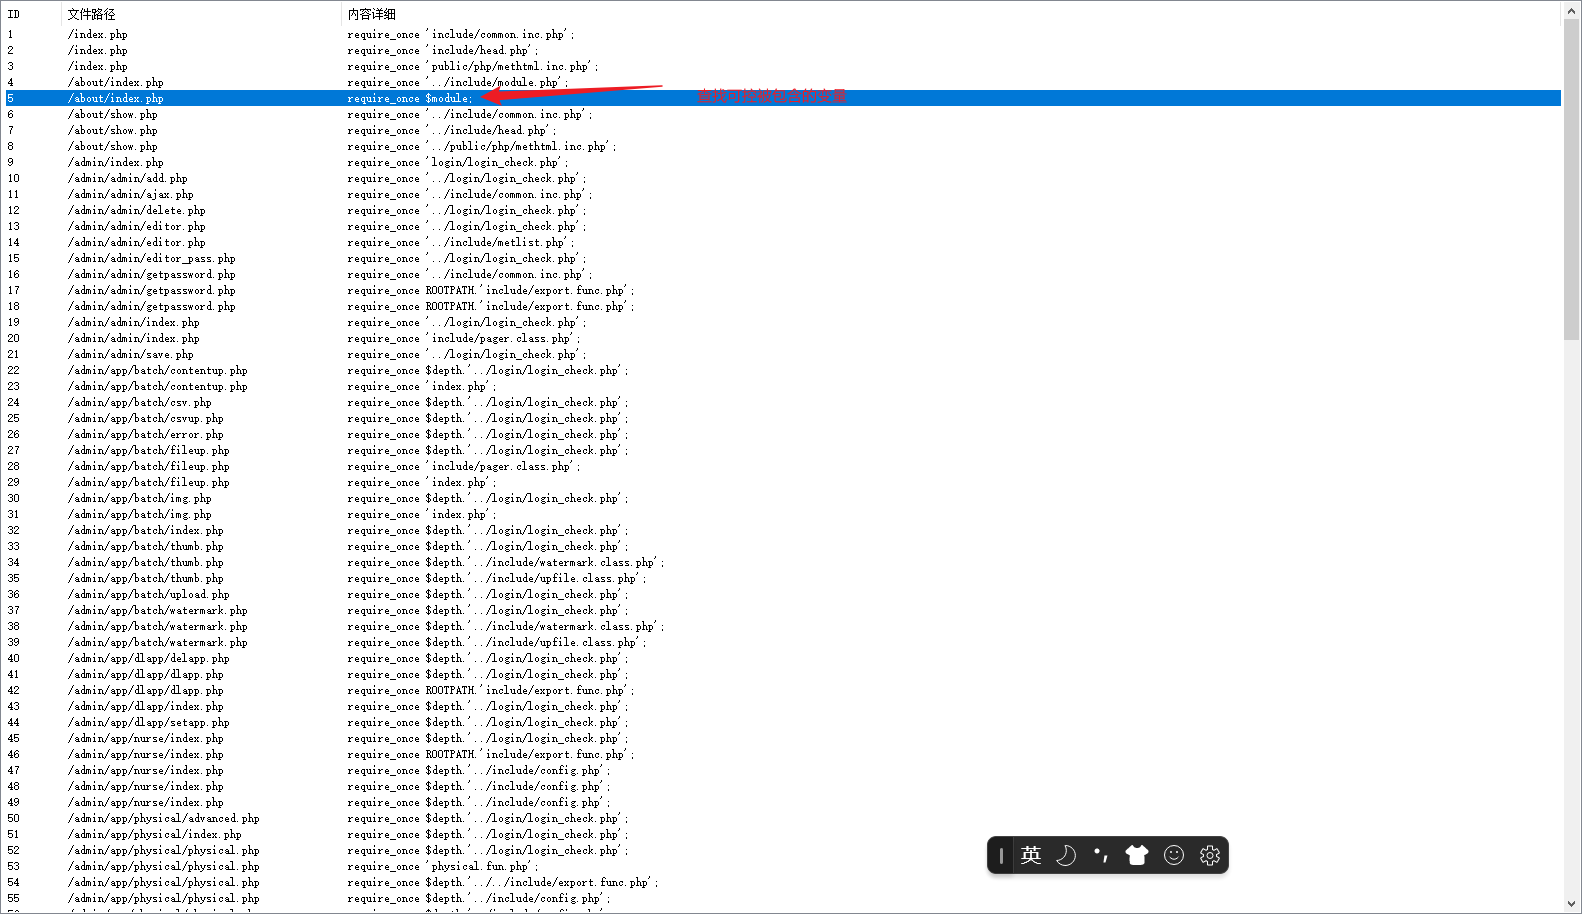 ID 文件路径 内容详细
1 /index.php require_once 'include/common.inc.php';
2 /index.php require_once 'include/head.php';
3 /index.php require_once 'public/php/methtml.inc.php';
4 /about/index.php require_once '../include/module.php';
5 /about/index.php require_once $module; 查找可控被包含的变量
6 /about/show.php require_once '../include/common.inc.php';
7 /about/show.php require_once '../include/head.php';
8 /about/show.php require_once '../public/php/methtml.inc.php';
9 /admin/index.php require_once 'login/login_check.php';
10 /admin/admin/add.php require_once '../login/login_check.php';
11 /admin/admin/ajax.php require_once '../include/common.inc.php';
12 /admin/admin/delete.php require_once '../login/login_check.php';
13 /admin/admin/editor.php require_once '../login/login_check.php';
14 /admin/admin/editor.php require_once '../include/metlist.php';
15 /admin/admin/editor_pass.php require_once '../login/login_check.php';
16 /admin/admin/getpassword.php require_once '../include/common.inc.php';
17 /admin/admin/getpassword.php require_once ROOTPATH.'include/export.func.php';
18 /admin/admin/getpassword.php require_once ROOTPATH.'include/export.func.php';
19 /admin/admin/index.php require_once '../login/login_check.php';
20 /admin/admin/index.php require_once 'include/pager.class.php';
21 /admin/admin/save.php require_once '../login/login_check.php';
22 /admin/app/batch/contentup.php require_once $depth.'../login/login_check.php';
23 /admin/app/batch/contentup.php require_once 'index.php';
24 /admin/app/batch/csv.php require_once $depth.'../login/login_check.php';
25 /admin/app/batch/csvup.php require_once $depth.'../login/login_check.php';
26 /admin/app/batch/error.php require_once $depth.'../login/login_check.php';
27 /admin/app/batch/fileup.php require_once $depth.'../login/login_check.php';
28 /admin/app/batch/fileup.php require_once 'include/pager.class.php';
29 /admin/app/batch/fileup.php require_once 'index.php';
30 /admin/app/batch/img.php require_once $depth.'../login/login_check.php';
31 /admin/app/batch/img.php require_once 'index.php';
32 /admin/app/batch/index.php require_once $depth.'../login/login_check.php';
33 /admin/app/batch/thumb.php require_once $depth.'../login/login_check.php';
34 /admin/app/batch/thumb.php require_once $depth.'../include/watermark.class.php';
35 /admin/app/batch/thumb.php require_once $depth.'../include/upfile.class.php';
36 /admin/app/batch/upload.php require_once $depth.'../login/login_check.php';
37 /admin/app/batch/watermark.php require_once $depth.'../login/login_check.php';
38 /admin/app/batch/watermark.php require_once $depth.'../include/watermark.class.php';
39 /admin/app/batch/watermark.php require_once $depth.'../include/upfile.class.php';
40 /admin/app/dlapp/delapp.php require_once $depth.'../login/login_check.php';
41 /admin/app/dlapp/dlapp.php require_once $depth.'../login/login_check.php';
42 /admin/app/dlapp/dlapp.php require_once ROOTPATH.'include/export.func.php';
43 /admin/app/dlapp/index.php require_once $depth.'../login/login_check.php';
44 /admin/app/dlapp/setapp.php require_once $depth.'../login/login_check.php';
45 /admin/app/nurse/index.php require_once $depth.'../login/login_check.php';
46 /admin/app/nurse/index.php require_once ROOTPATH.'include/export.func.php';
47 /admin/app/nurse/index.php require_once $depth.'../include/config.php';
48 /admin/app/nurse/index.php require_once $depth.'../include/config.php';
49 /admin/app/nurse/index.php require_once $depth.'../include/config.php';
50 /admin/app/physical/advanced.php require_once $depth.'../login/login_check.php';
51 /admin/app/physical/index.php require_once $depth.'../login/login_check.php';
52 /admin/app/physical/physical.php require_once $depth.'../login/login_check.php';
53 /admin/app/physical/physical.php require_once 'physical.fun.php';
54 /admin/app/physical/physical.php require_once $depth.'../../include/export.func.php';
55 /admin/app/physical/physical.php require_once $depth.'../include/config.php';
英